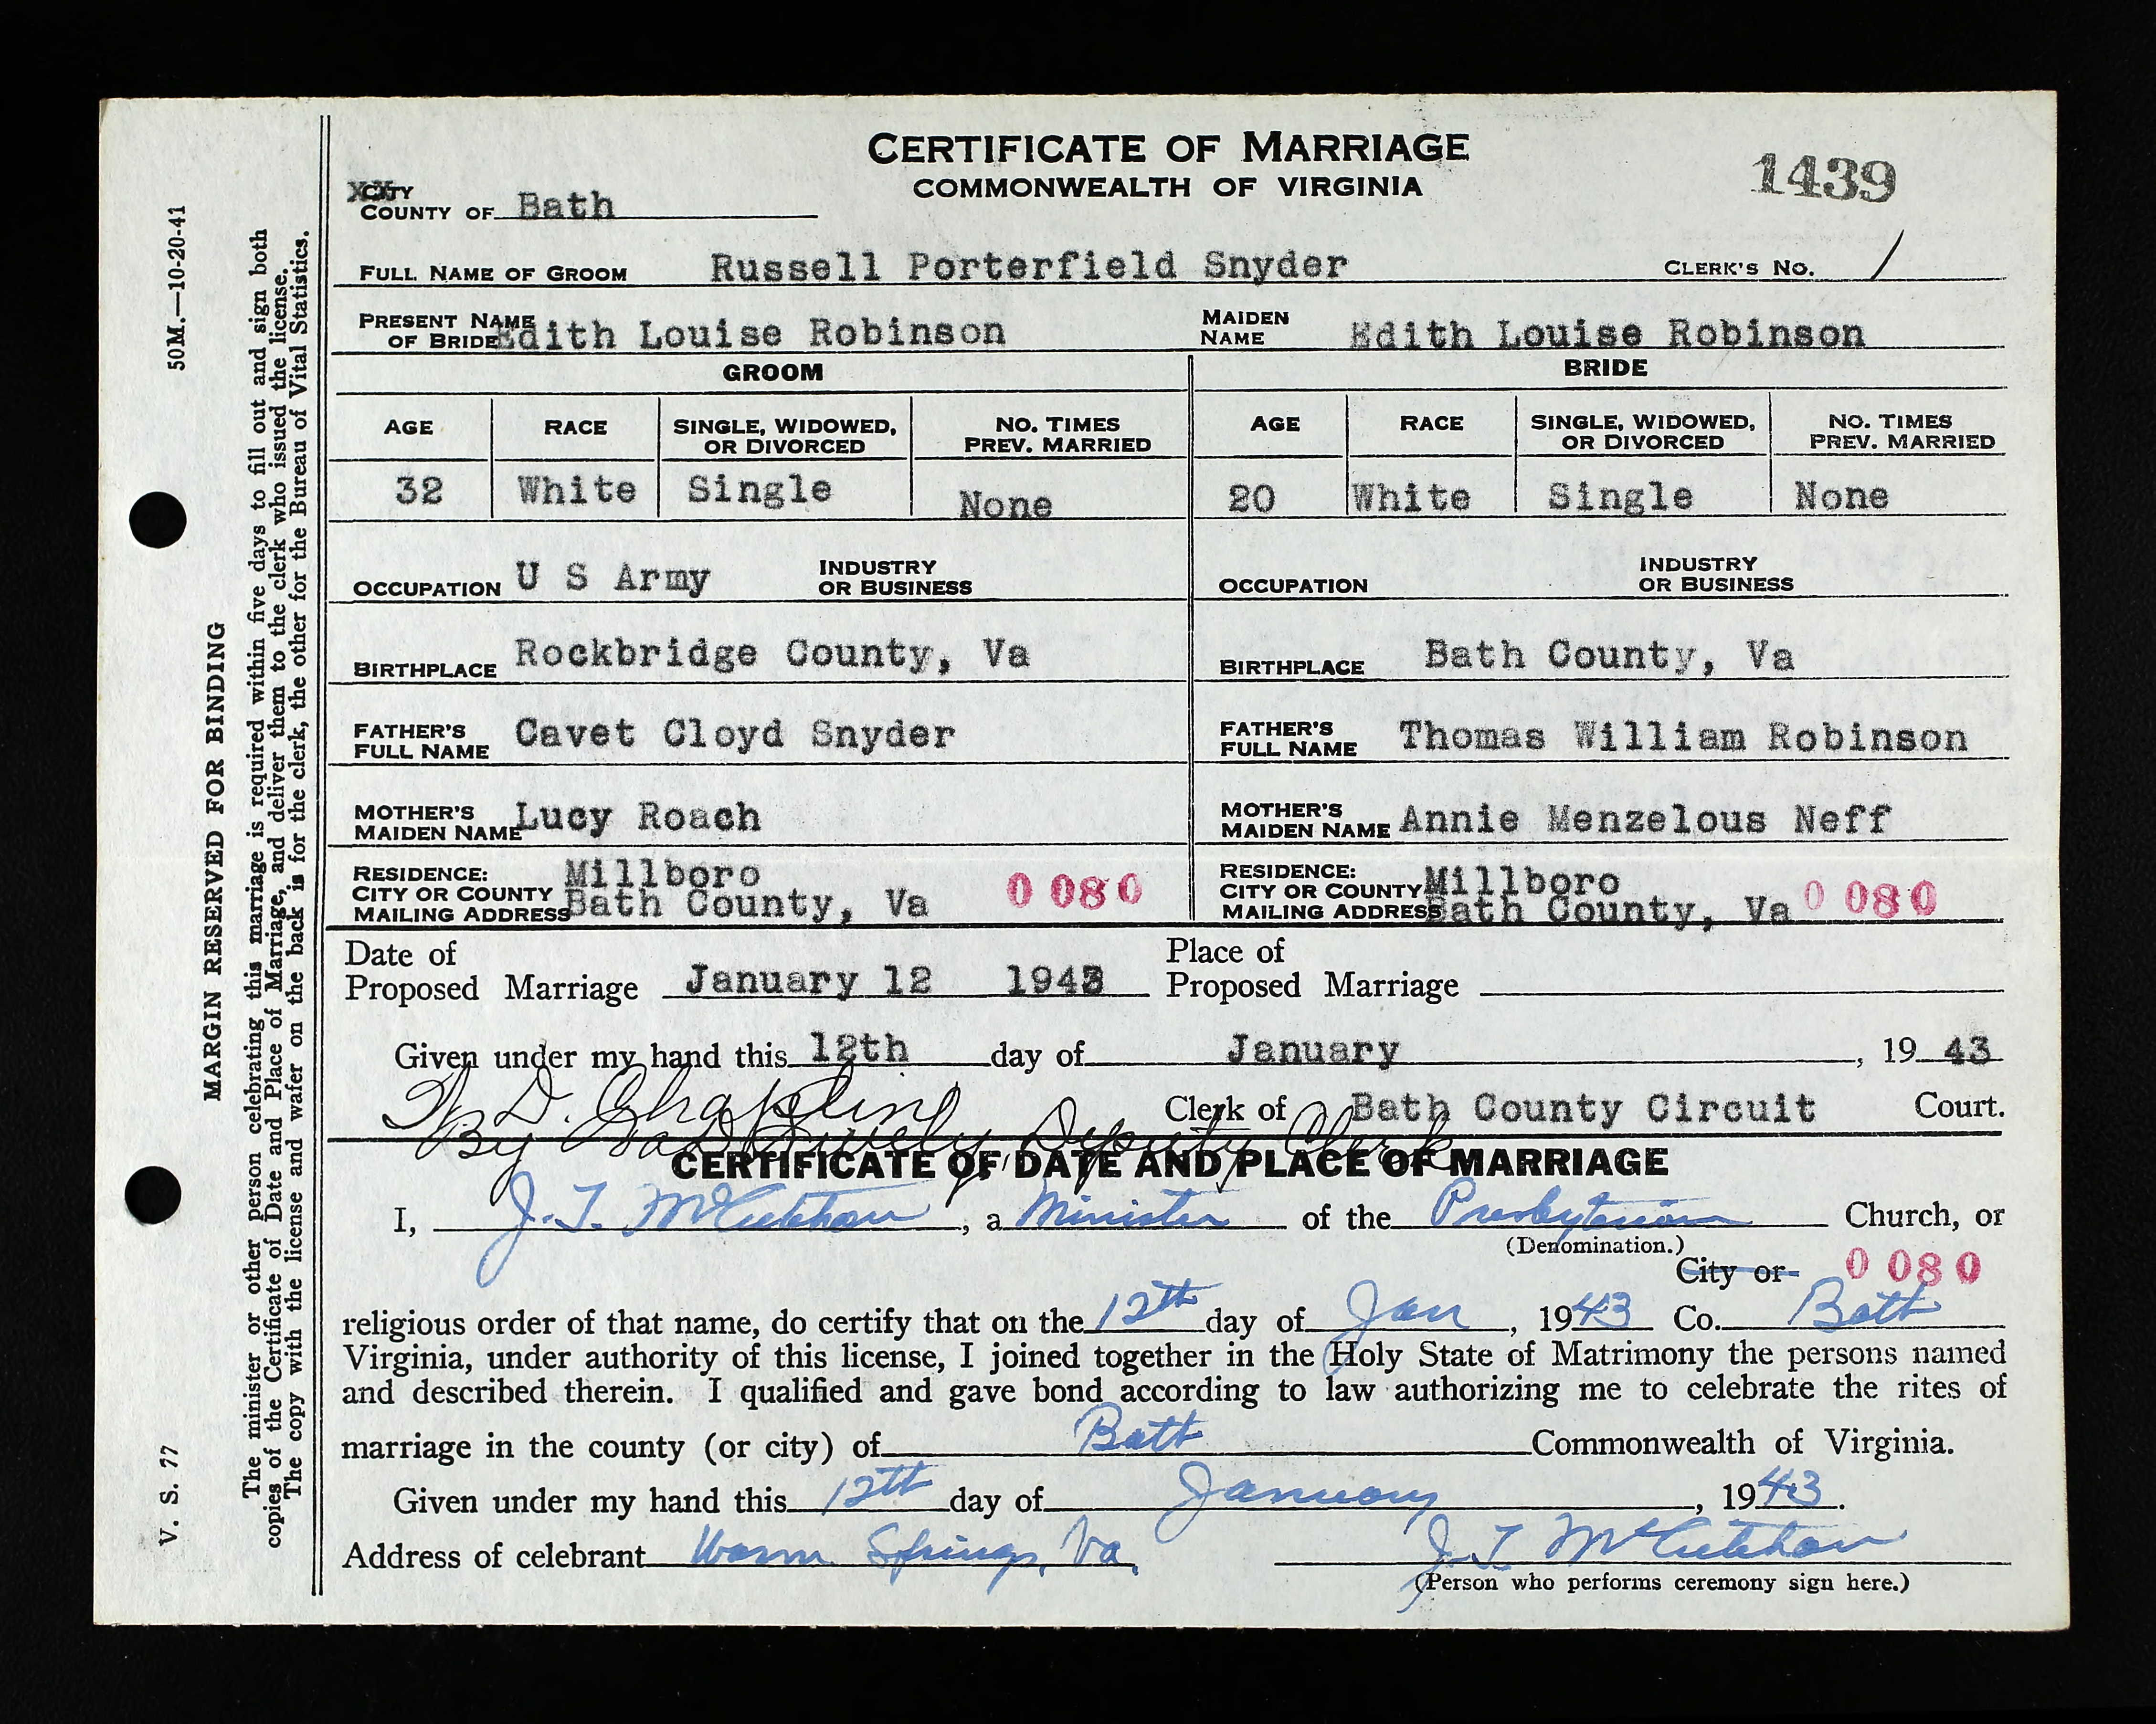 CERTIFICATE OF MARRIAGE
COMMONWEALTH OF VIRGINIA
1439
CITY
COUNTY OF Bath
FULL NAME OF GROOM Russell Porterfield Snyder CLERK'S NO. 1
PRESENT NAME OF BRIDE Edith Louise Robinson MAIDEN NAME Edith Louise Robinson
GROOM BRIDE
AGE RACE SINGLE, WIDOWED, OR DIVORCED NO. TIMES PREV. MARRIED AGE RACE SINGLE, WIDOWED, OR DIVORCED NO. TIMES PREV. MARRIED
32 White Single None 20 White Single None
OCCUPATION U S Army INDUSTRY OR BUSINESS OCCUPATION INDUSTRY OR BUSINESS
BIRTHPLACE Rockbridge County, Va BIRTHPLACE Bath County, Va
FATHER'S FULL NAME Cavet Cloyd Snyder FATHER'S FULL NAME Thomas William Robinson
MOTHER'S MAIDEN NAME Lucy Roach MOTHER'S MAIDEN NAME Annie Menzelous Neff
RESIDENCE: CITY OR COUNTY MAILING ADDRESS Millboro Bath County, Va 0 080 RESIDENCE: CITY OR COUNTY MAILING ADDRESS Millboro Bath County, Va 0 080
Date of Proposed Marriage January 12 1943 Place of Proposed Marriage
Given under my hand this 12th day of January, 19 43
D. Chapling Clerk of Bath County Circuit Court.
By Deputy Clerk
CERTIFICATE OF DATE AND PLACE OF MARRIAGE
I, J. T. McCutchan, a Minister of the Presbyterian Church, or
(Denomination.)
City or 0 080
religious order of that name, do certify that on the 12th day of Jan, 1943 Co. Bath
Virginia, under authority of this license, I joined together in the Holy State of Matrimony the persons named
and described therein. I qualified and gave bond according to law authorizing me to celebrate the rites of
marriage in the county (or city) of Bath Commonwealth of Virginia.
Given under my hand this 12th day of January, 1943.
Address of celebrant Warm Springs, Va. J. T. McCutchan
(Person who performs ceremony sign here.)
50M.—10-20-41
V. S. 77
MARGIN RESERVED FOR BINDING
The minister or other person celebrating this marriage is required within five days to fill out and sign both
copies of the Certificate of Date and Place of Marriage, and deliver them to the clerk who issued the license.
The copy with the license and wafer on the back is for the clerk, the other for the Bureau of Vital Statistics.